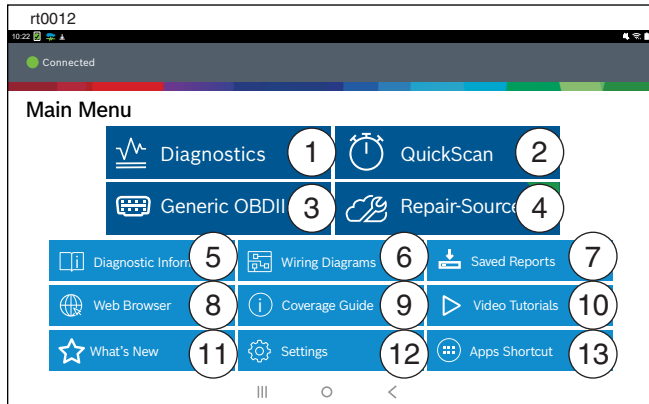 rt0012
10:22
Connected
Main Menu
Diagnostics 1 QuickScan 2
Generic OBDII 3 Repair-Source 4
Diagnostic Inform 5 Wiring Diagrams 6 Saved Reports 7
Web Browser 8 Coverage Guide 9 Video Tutorials 10
What's New 11 Settings 12 Apps Shortcut 13